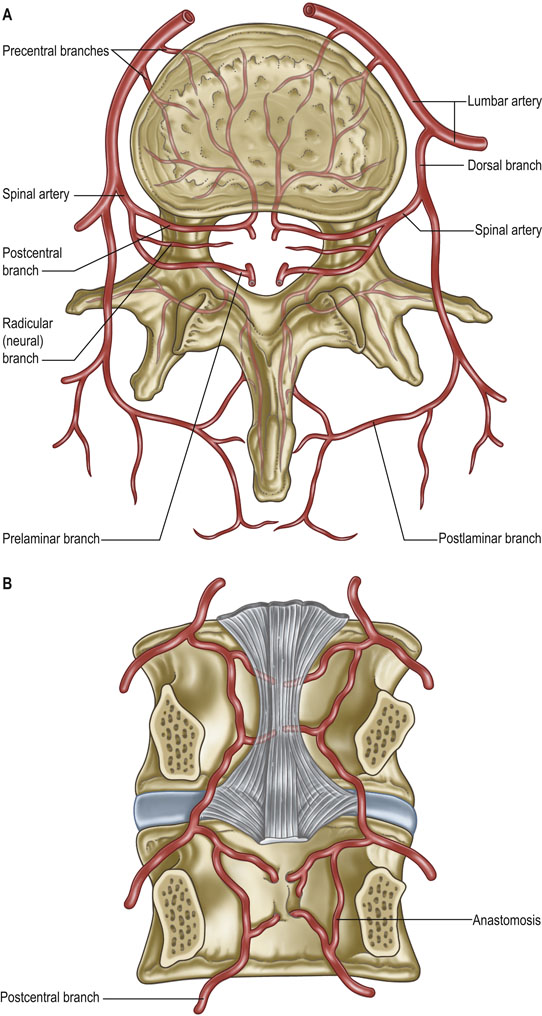 A
Precentral branches
Lumbar artery
Dorsal branch
Spinal artery
Spinal artery
Postcentral
branch
Radicular
(neural)
branch
Prelaminar branch
Postlaminar branch
B
Anastomosis
Postcentral branch